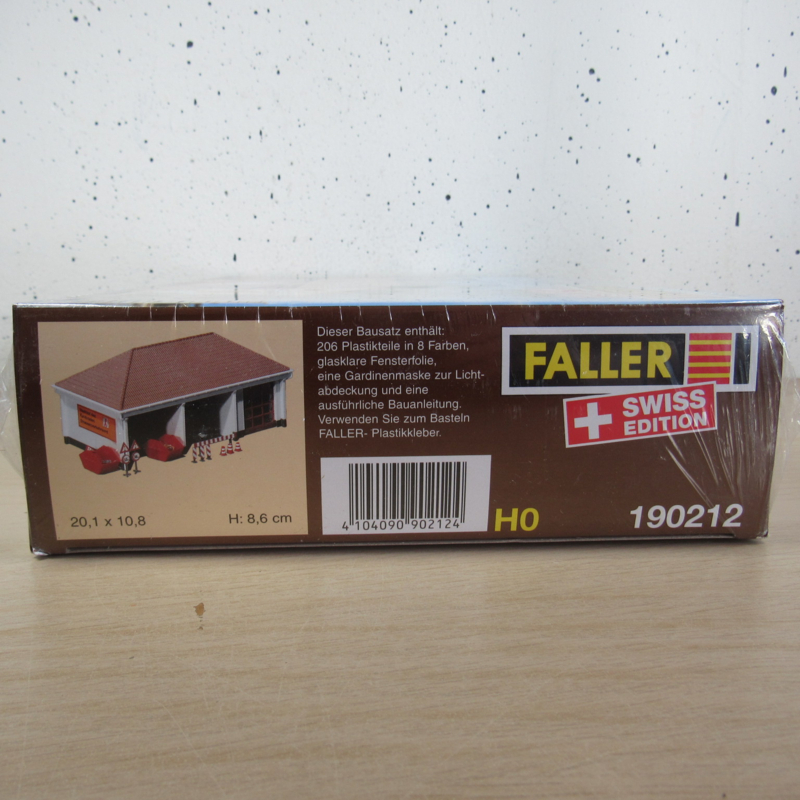 Dieser Bausatz enthält:
206 Plastikteile in 8 Farben,
glasklare Fensterfolie,
eine Gardinenmaske zur Licht-
abdeckung und eine
ausführliche Bauanleitung.
Verwenden Sie zum Basteln
FALLER- Plastikkleber.
FALLER
SWISS
EDITION
20,1 x 10,8
H: 8,6 cm
4 104090 902124
H0
190212